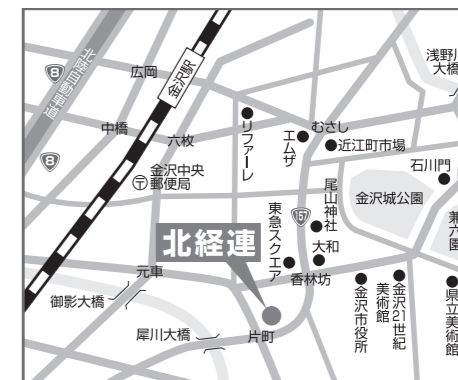 北陸自動車道
8
広岡
金沢駅
浅野川
大橋
中橋
六枚
リファーレ
エムザ
むさし
近江町市場
8
〒金沢中央
郵便局
石川門
尾山神社
金沢城公園
兼六園
157
東急スクエア
大和
北経連
元車
香林坊
御影大橋
金沢市役所
金沢21世紀
美術館
県立美術館
犀川大橋
片町